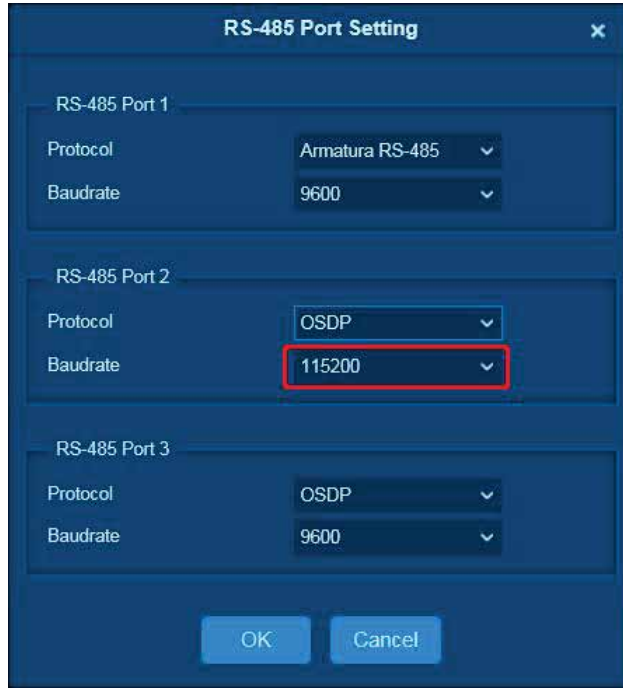 RS-485 Port Setting
RS-485 Port 1
Protocol Armatura RS-485
Baudrate 9600
RS-485 Port 2
Protocol OSDP
Baudrate 115200
RS-485 Port 3
Protocol OSDP
Baudrate 9600
OK Cancel